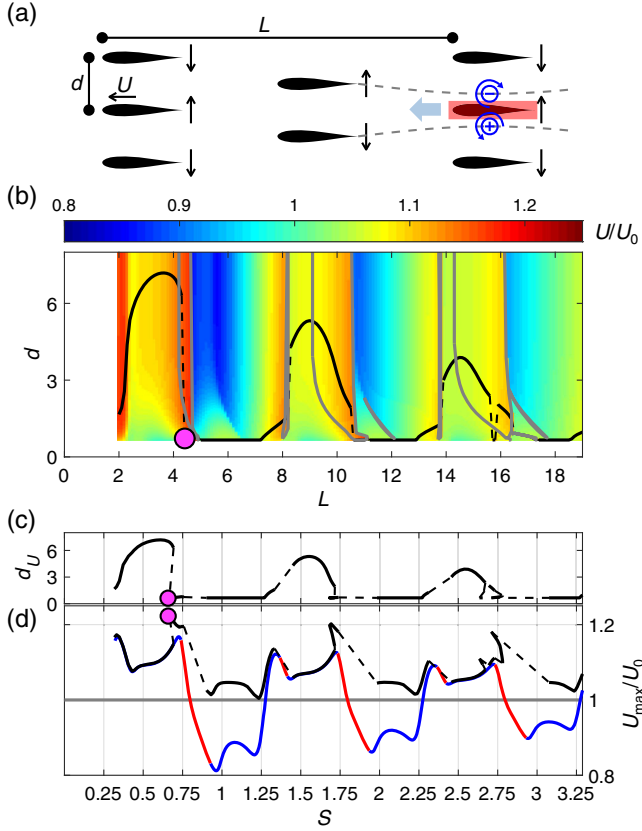 (a)
L
d
U
−
+
(b)
0.8 0.9 1 1.1 1.2
U/U₀
6
3
0
d
0 2 4 6 8 10 12 14 16 18
L
(c)
6
3
0
d_U
(d)
1.2
1
0.8
U_max/U₀
0.25 0.5 0.75 1 1.25 1.5 1.75 2 2.25 2.5 2.75 3 3.25
S